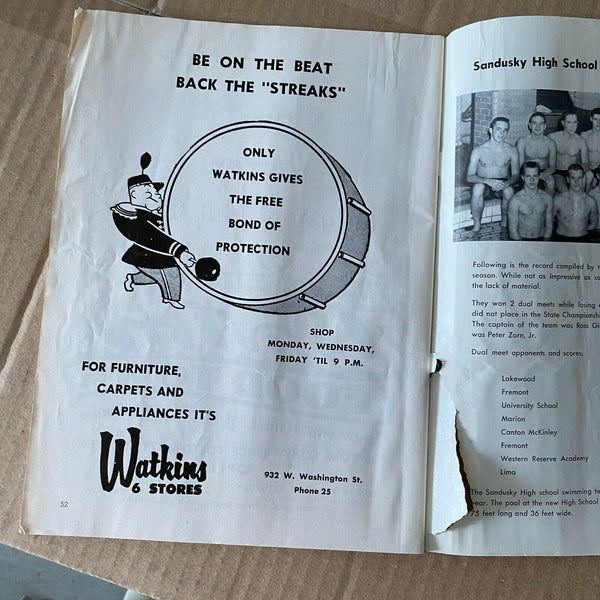 BE ON THE BEAT
BACK THE "STREAKS"
ONLY
WATKINS GIVES
THE FREE
BOND OF
PROTECTION
SHOP
MONDAY, WEDNESDAY,
FRIDAY 'TIL 9 P.M.
FOR FURNITURE,
CARPETS AND
APPLIANCES IT'S
Watkins
6 STORES
932 W. Washington St.
Phone 25
52
Sandusky High School
Following is the record compiled by
season. While not as impressive as
the lack of material.
They won 2 dual meets while losing
did not place in the State
The captain of the team was Ross
was Peter Zorn, Jr.
Dual meet opponents and scores:
Lakewood
Fremont
University School
Marion
Canton McKinley
Fremont
Western Reserve Academy
Lima
The Sandusky High school swimming
year. The pool at the new High School
75 feet long and 36 feet wide.